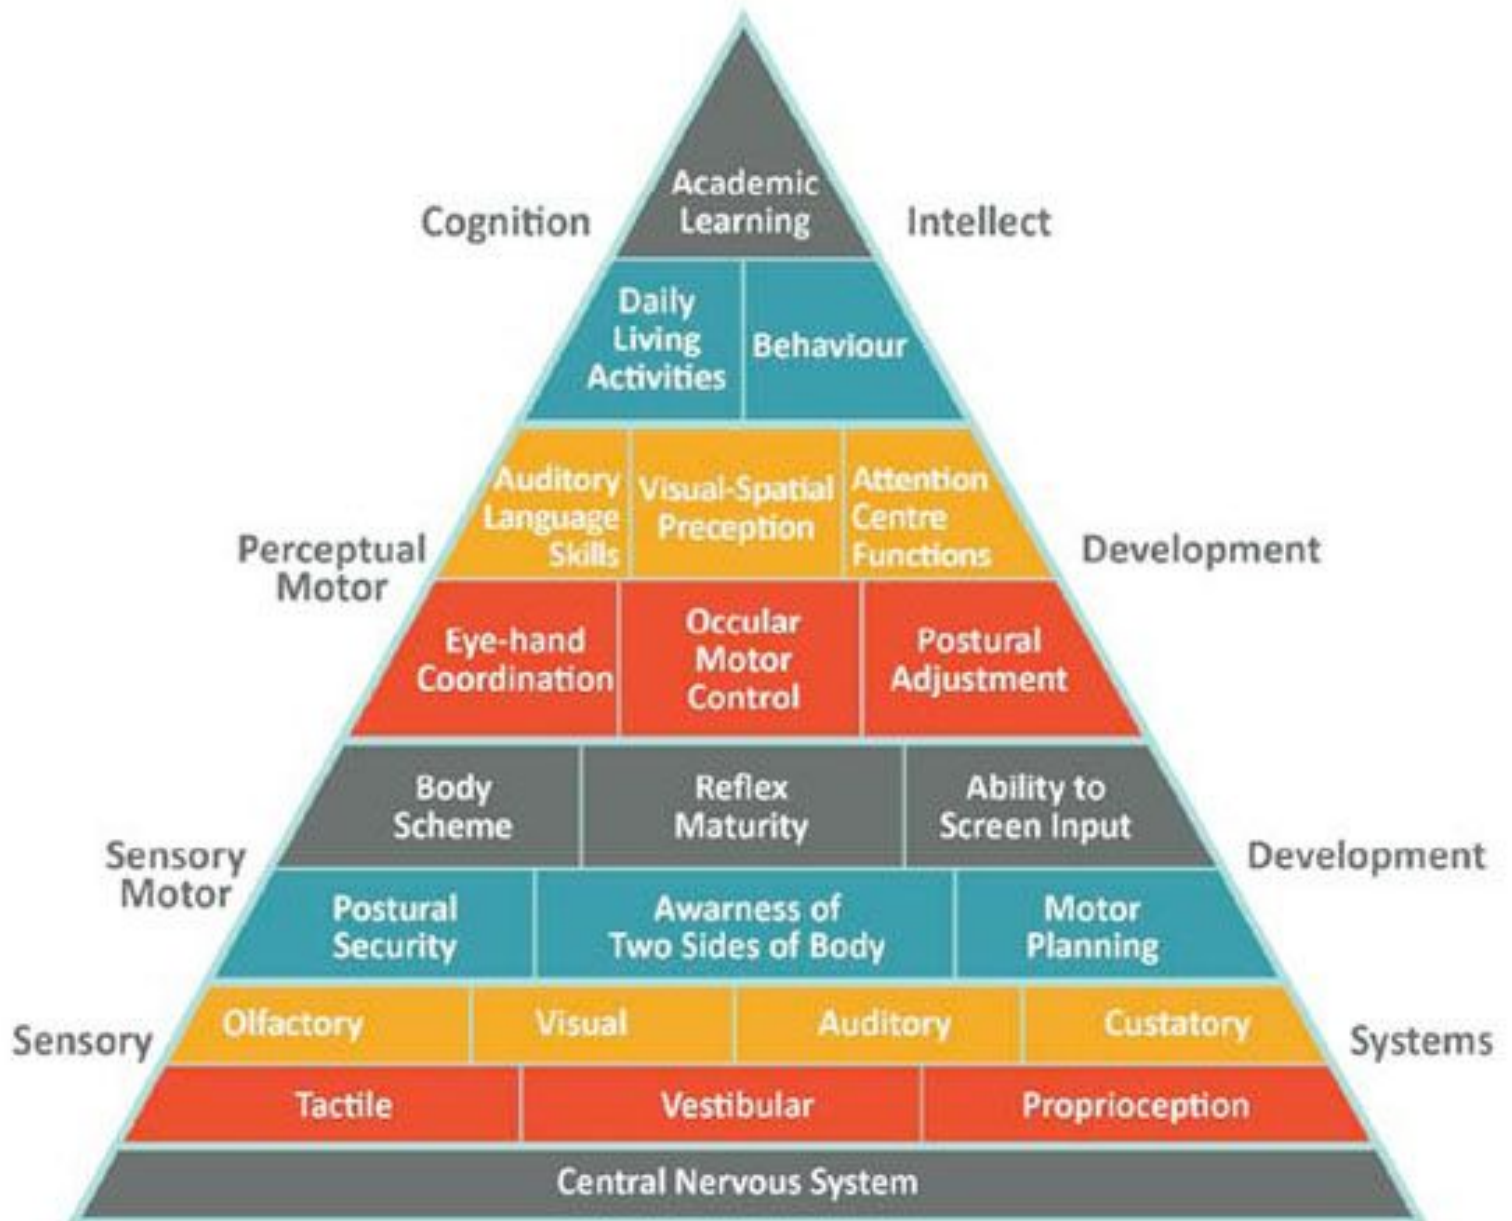 Academic
Learning
Cognition
Intellect
Daily
Living
Activities
Behaviour
Auditory
Language
Skills
Visual-Spatial
Preception
Attention
Centre
Functions
Perceptual
Motor
Development
Eye-hand
Coordination
Occular
Motor
Control
Postural
Adjustment
Body
Scheme
Reflex
Maturity
Ability to
Screen Input
Sensory
Motor
Development
Postural
Security
Awarness of
Two Sides of Body
Motor
Planning
Sensory
Olfactory
Visual
Auditory
Custatory
Systems
Tactile
Vestibular
Proprioception
Central Nervous System